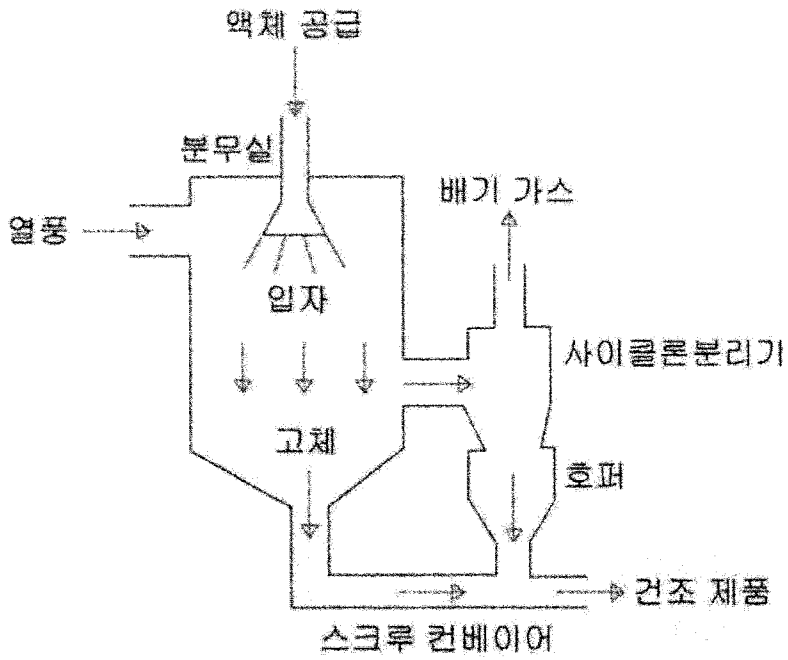 액체 공급
분무실
배기 가스
열풍
입자
사이클론분리기
고체
호퍼
건조 제품
스크루 컨베이어